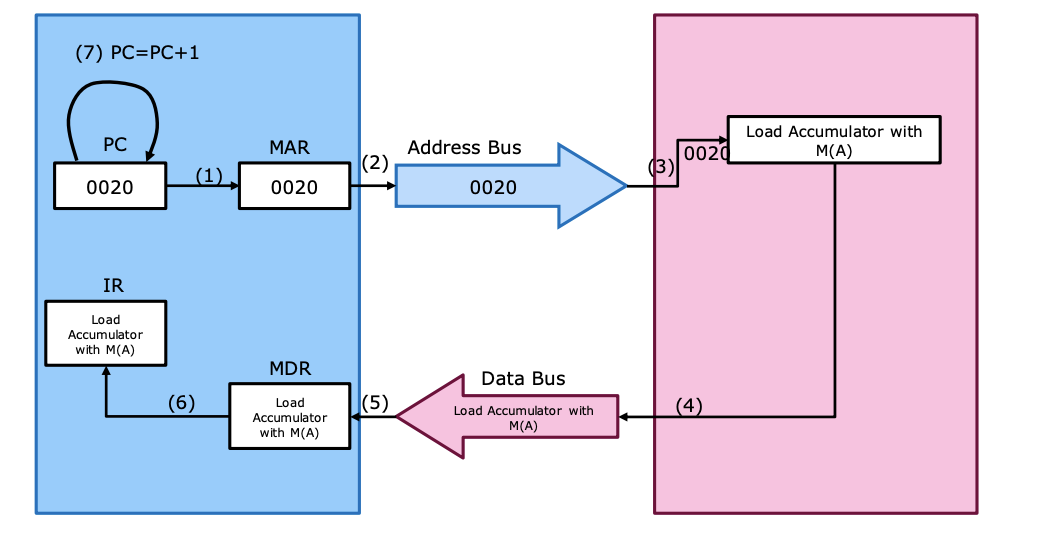 (7) PC=PC+1
PC
MAR
(2)
Address Bus
0020
(1)
0020
0020
(3)
0020
Load Accumulator with
M(A)
IR
Load
Accumulator
with M(A)
MDR
Load
Accumulator
with M(A)
(6)
(5)
Data Bus
Load Accumulator with
M(A)
(4)